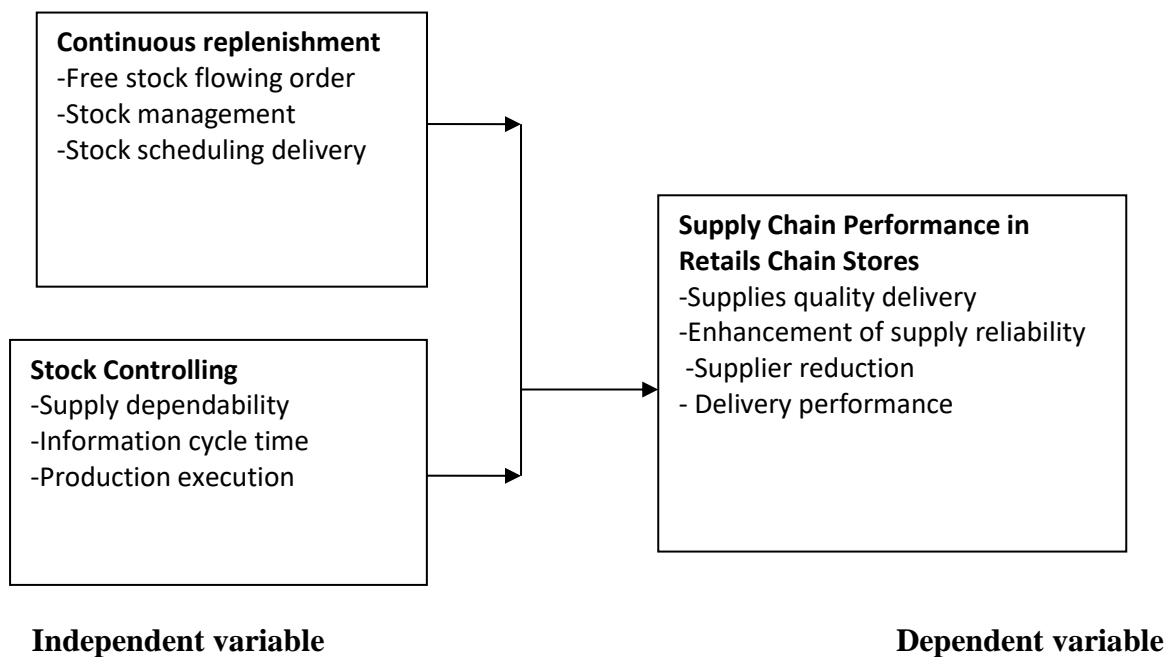 Continuous replenishment
-Free stock flowing order
-Stock management
-Stock scheduling delivery
Stock Controlling
-Supply dependability
-Information cycle time
-Production execution
Supply Chain Performance in
Retails Chain Stores
-Supplies quality delivery
-Enhancement of supply reliability
-Supplier reduction
- Delivery performance
Independent variable
Dependent variable